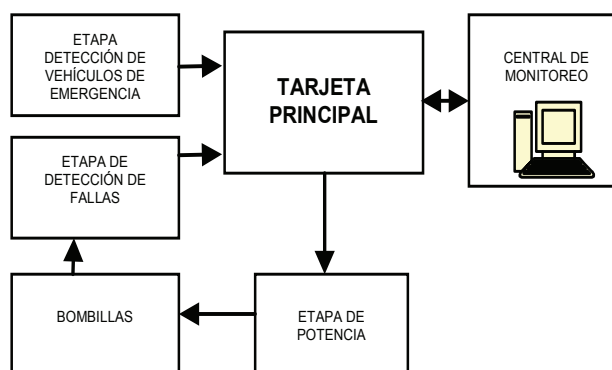 ETAPA
DETECCIÓN DE
VEHÍCULOS DE
EMERGENCIA
TARJETA
PRINCIPAL
CENTRAL DE
MONITOREO
ETAPA DE
DETECCIÓN DE
FALLAS
BOMBILLAS
ETAPA DE
POTENCIA